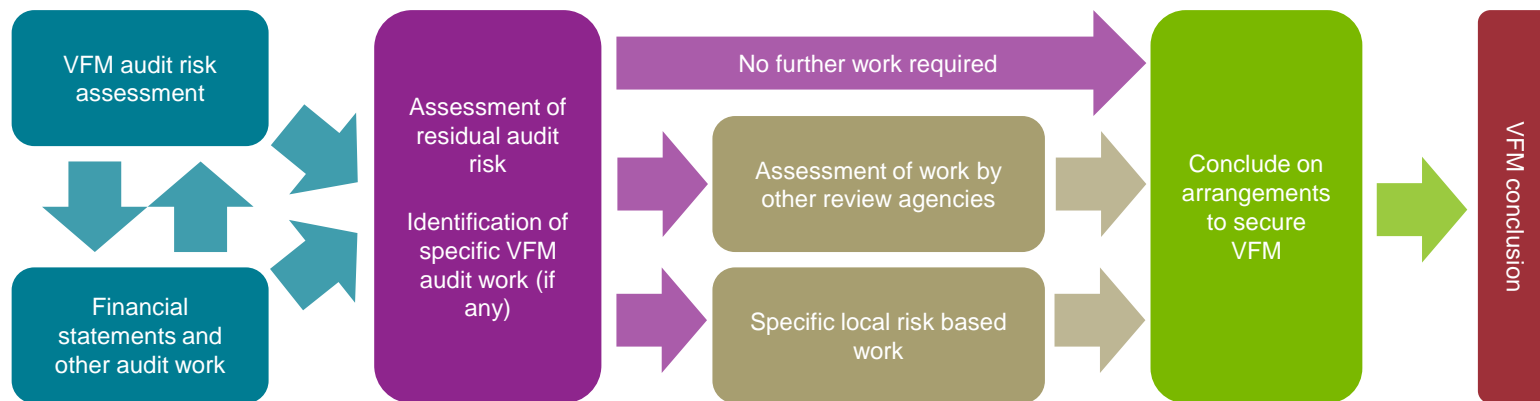 VFM audit risk
assessment
Financial
statements and
other audit work
Assessment of
residual audit
risk
Identification of
specific VFM
audit work (if
any)
No further work required
Assessment of work by
other review agencies
Specific local risk based
work
Conclude on
arrangements
to secure
VFM
VFM conclusion